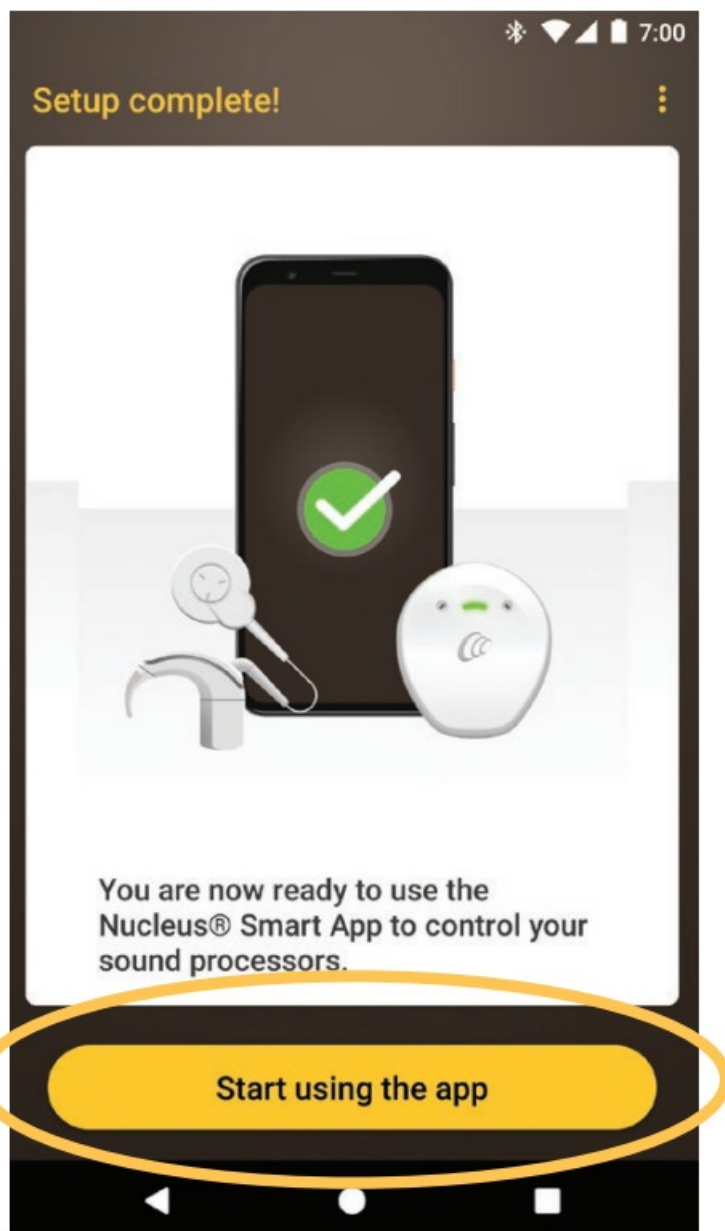 7:00
Setup complete!
You are now ready to use the
Nucleus® Smart App to control your
sound processors.
Start using the app